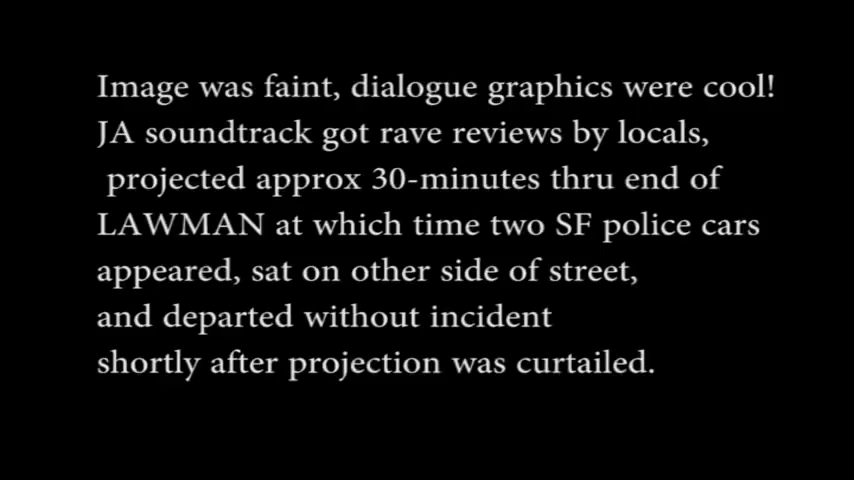 Image was faint, dialogue graphics were cool!
JA soundtrack got rave reviews by locals,
projected approx 30-minutes thru end of
LAWMAN at which time two SF police cars
appeared, sat on other side of street,
and departed without incident
shortly after projection was curtailed.